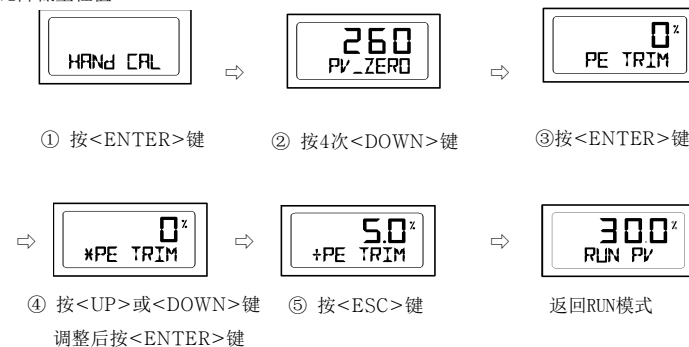 HANd CAL
⇨
260
PV_ZERO
⇨
0%
PE TRIM
① 按<ENTER>键
② 按4次<DOWN>键
③按<ENTER>键
⇨
0%
*PE TRIM
⇨
5.0%
÷PE TRIM
⇨
30.0%
RUN PV
④ 按<UP>或<DOWN>键
调整后按<ENTER>键
⑤ 按<ESC>键
返回RUN模式